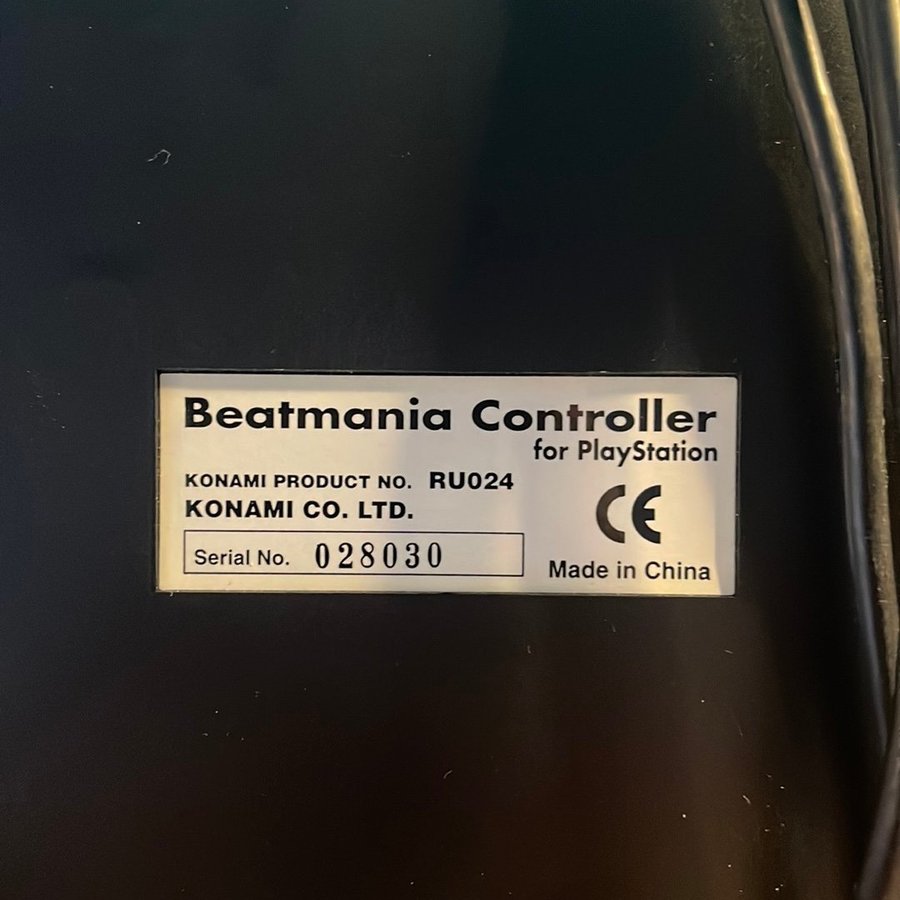 Beatmania Controller
for PlayStation
KONAMI PRODUCT NO. RU024
KONAMI CO. LTD.
CE
Serial No. 028030
Made in China